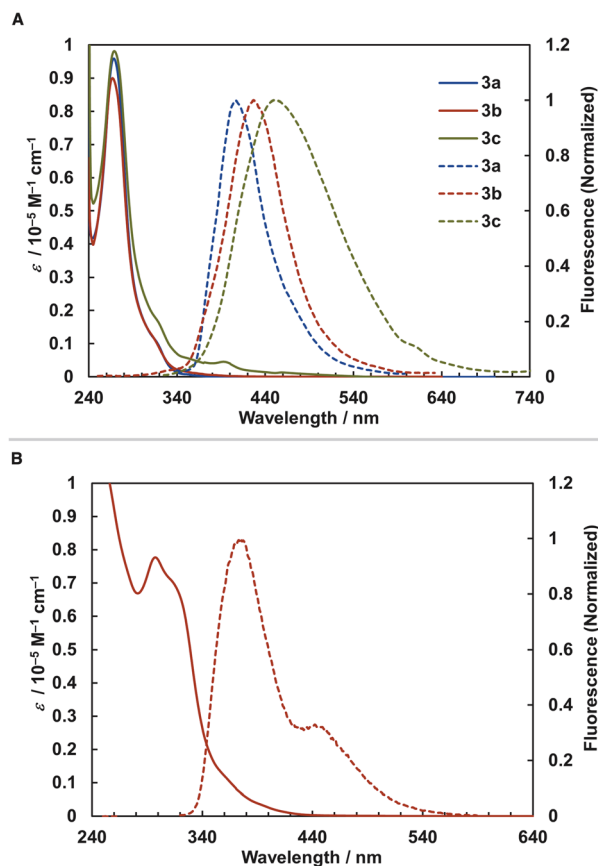 A
ε / 10⁻⁵ M⁻¹ cm⁻¹
1
0.9
0.8
0.7
0.6
0.5
0.4
0.3
0.2
0.1
0
240 340 440 540 640 740
Wavelength / nm
1.2
1
0.8
0.6
0.4
0.2
0
Fluorescence (Normalized)
3a
3b
3c
3a
3b
3c
B
ε / 10⁻⁵ M⁻¹ cm⁻¹
1
0.9
0.8
0.7
0.6
0.5
0.4
0.3
0.2
0.1
0
240 340 440 540 640
Wavelength / nm
1.2
1
0.8
0.6
0.4
0.2
0
Fluorescence (Normalized)